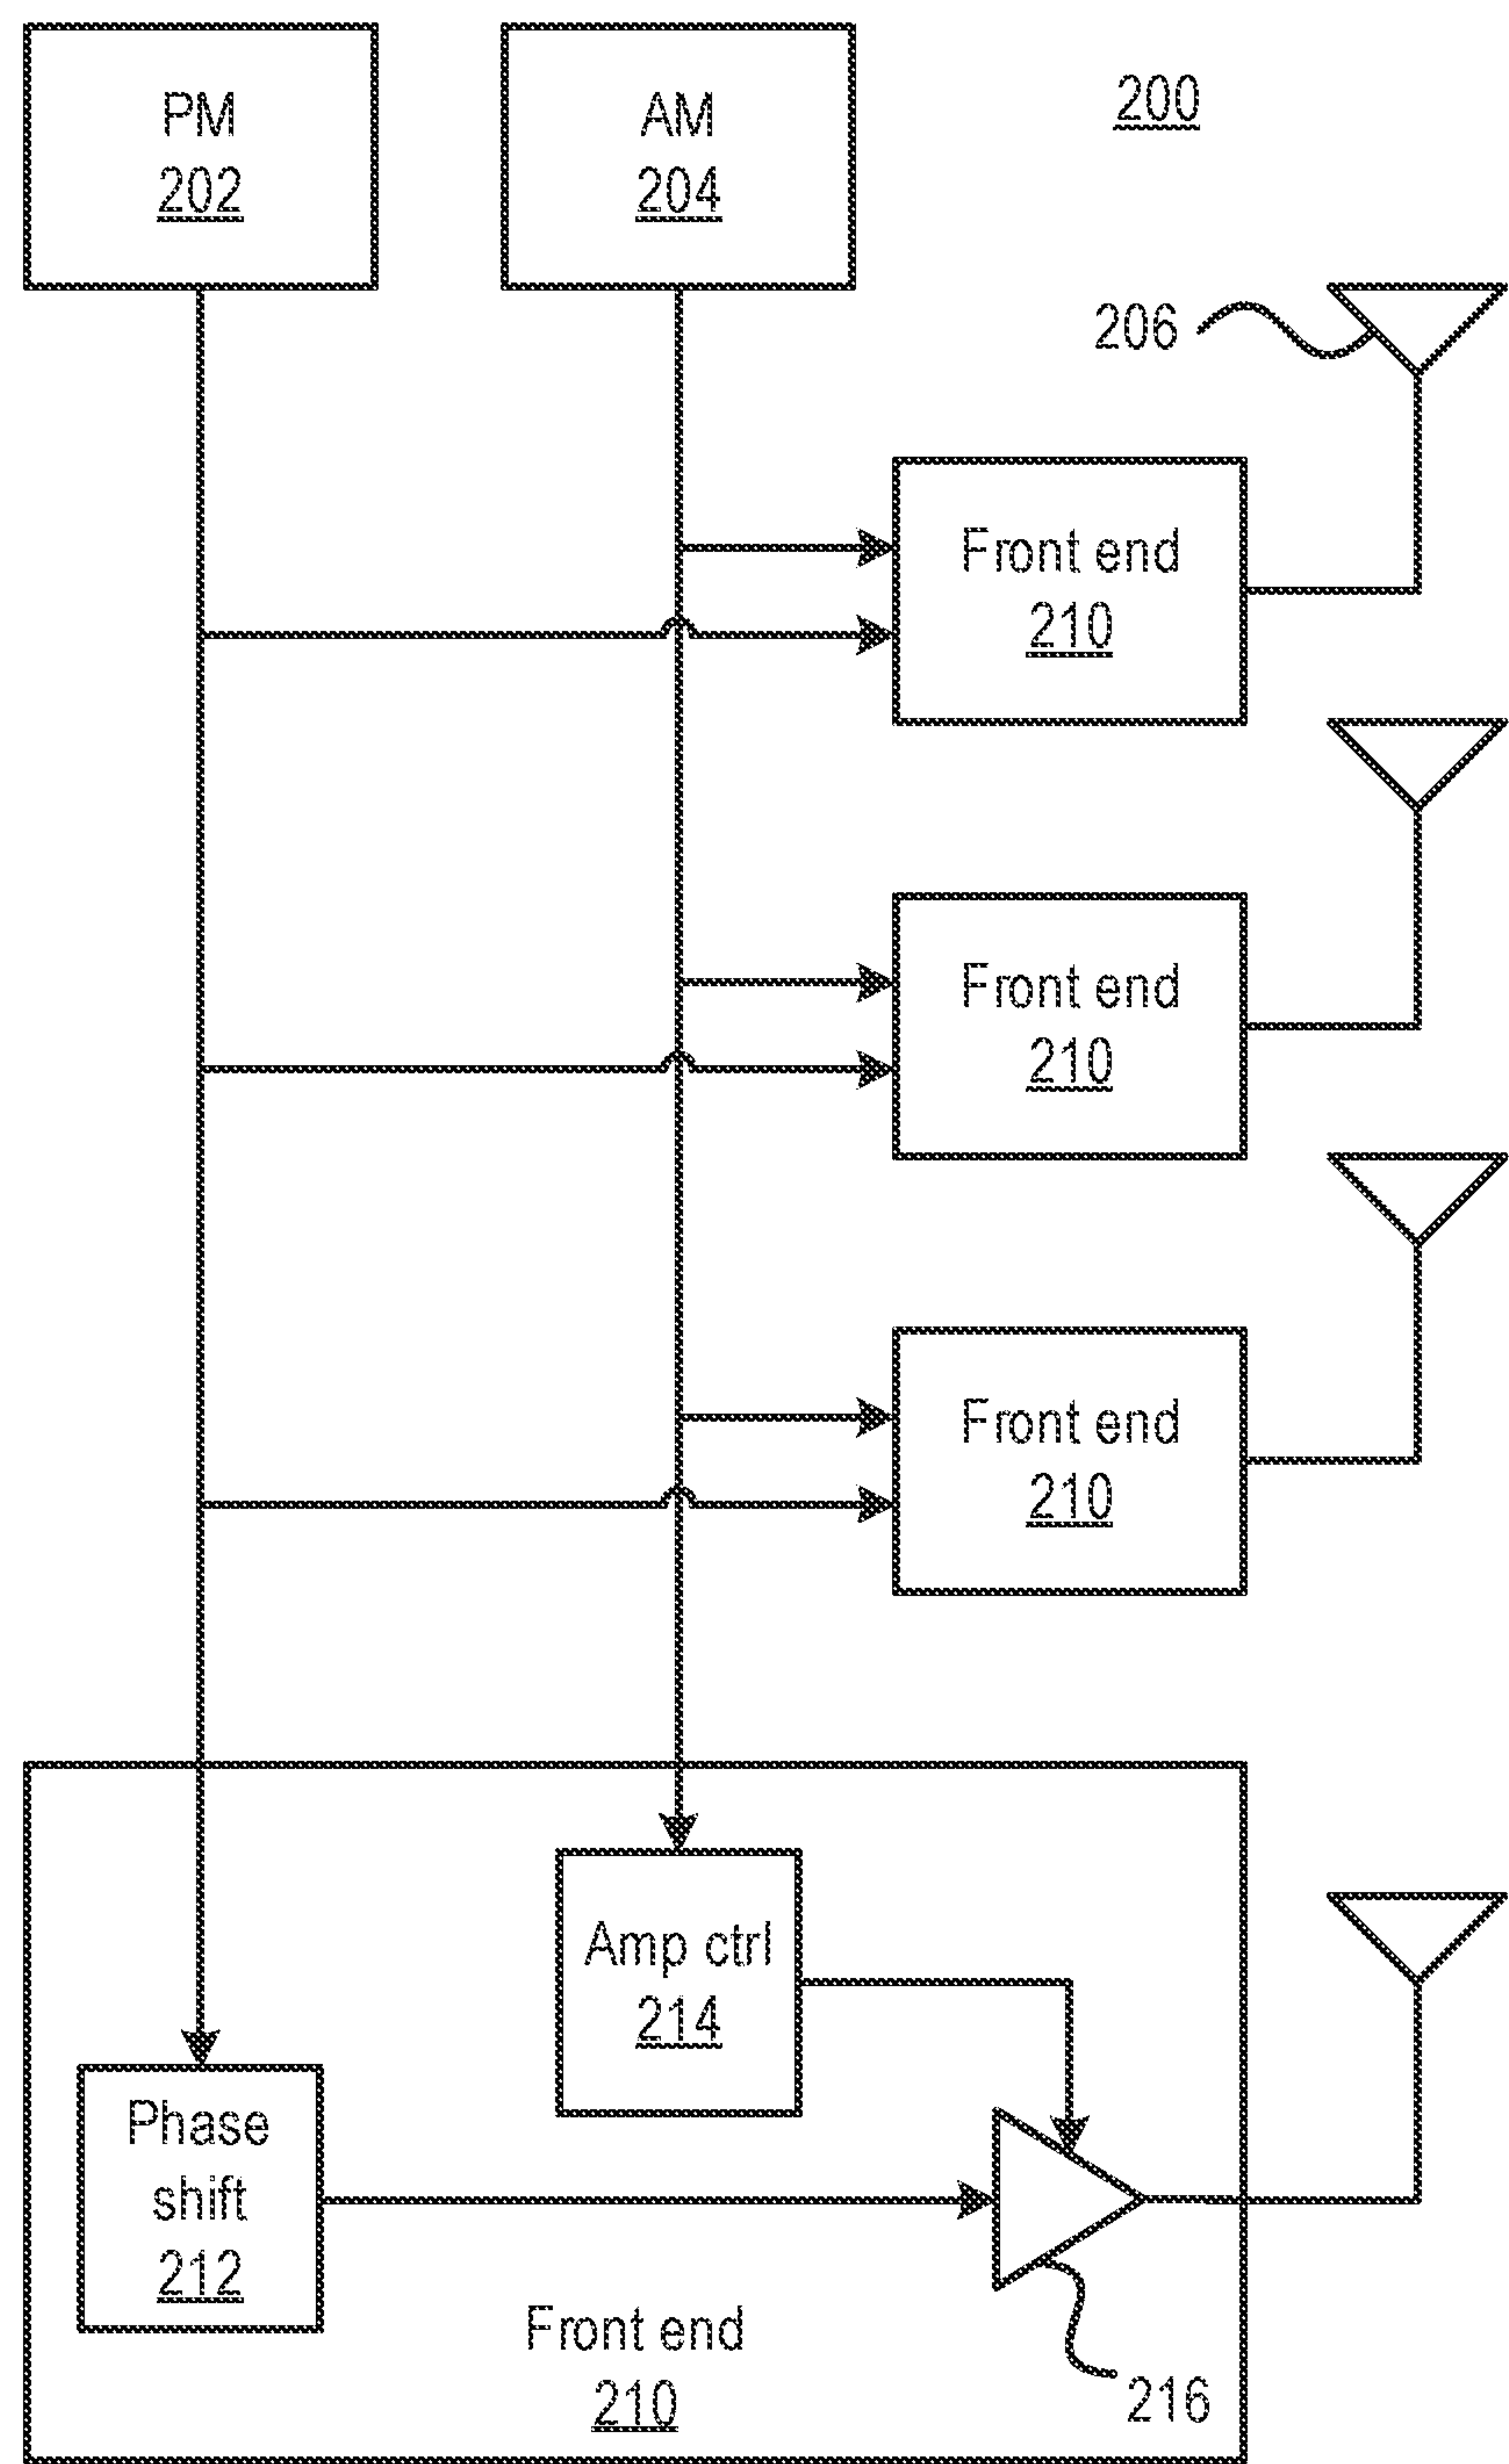 PM
202
AM
204
200
206
Front end
210
Front end
210
Front end
210
Amp ctrl
214
Phase
shift
212
Front end
210
216